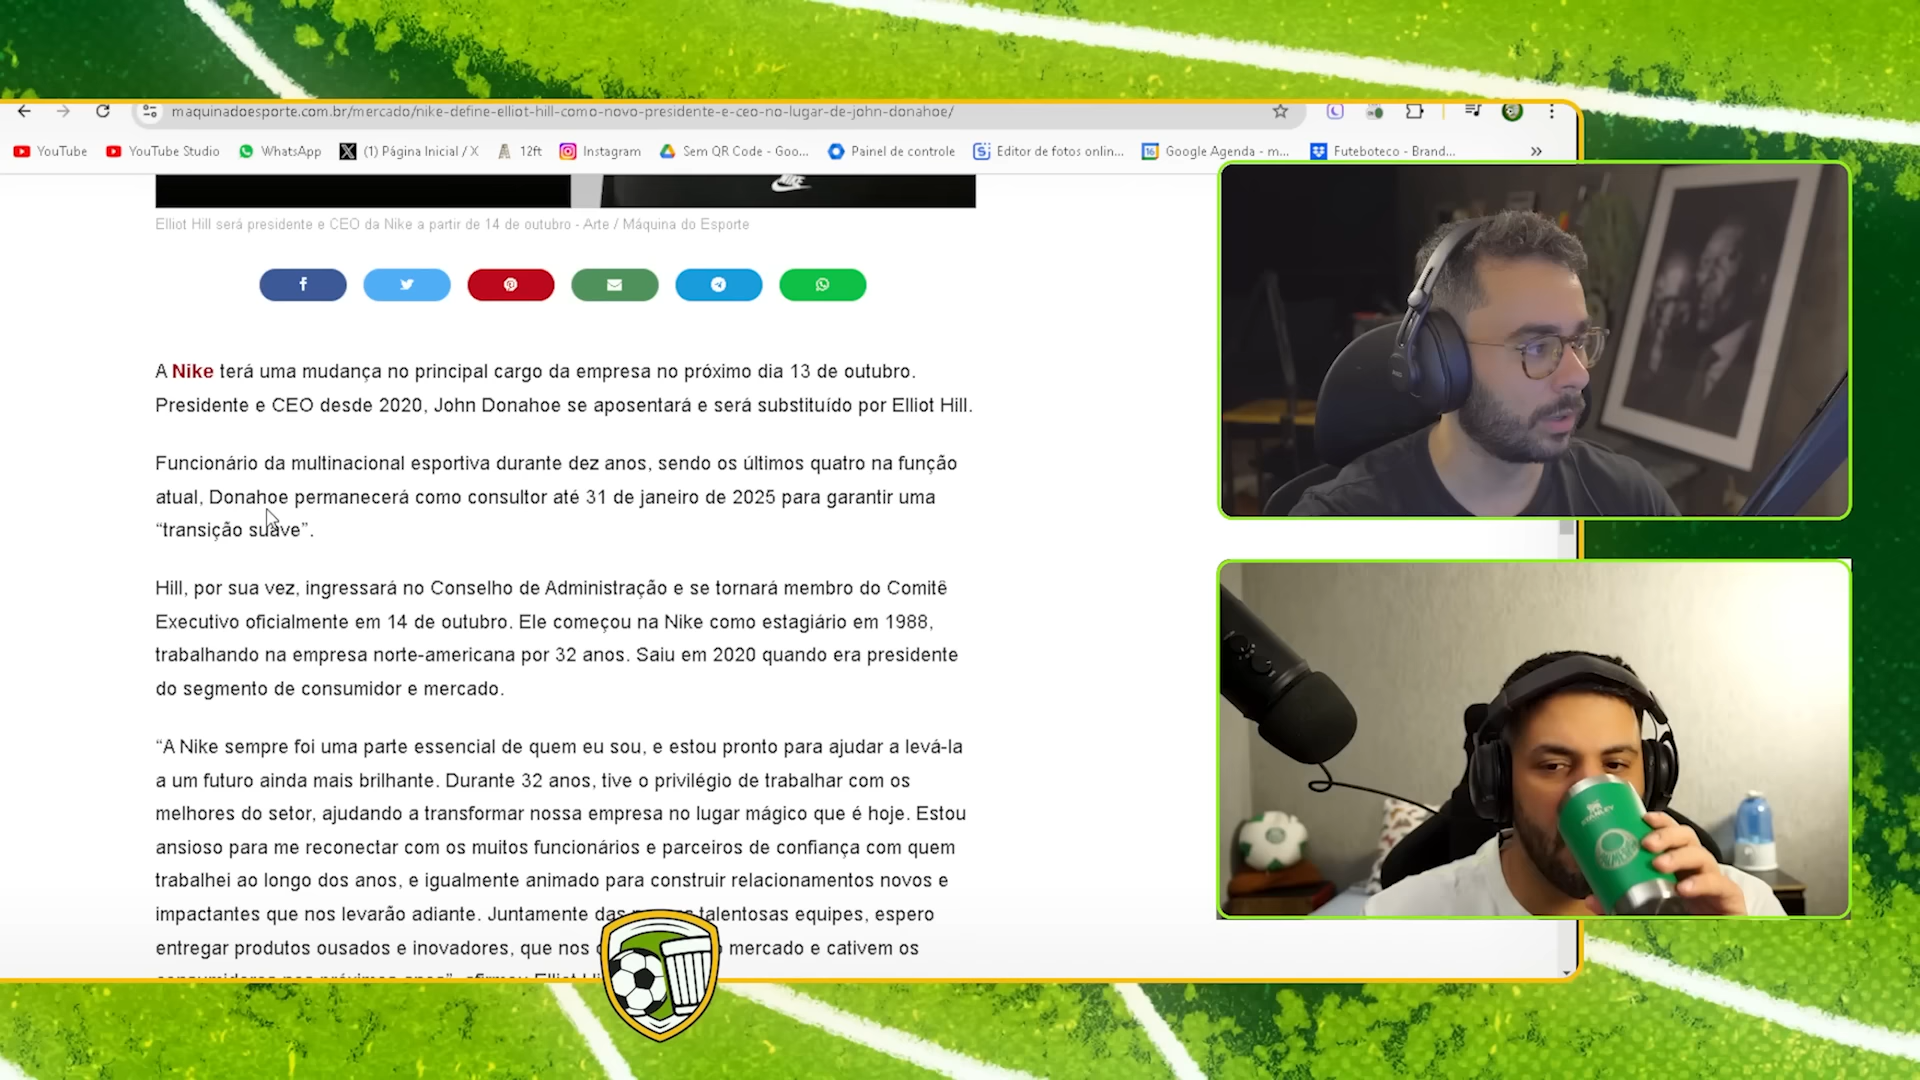 maquinadoesporte.com.br/mercado/nike-define-elliot-hill-como-novo-presidente-e-ceo-no-lugar-de-john-donahoe/
YouTube YouTube Studio WhatsApp (1) Página Inicial / X 12ft Instagram Sem QR Code - Goo... Painel de controle Editor de fotos onlin... Google Agenda - m... Futeboteco - Brand... »
NIKE
Elliot Hill será presidente e CEO da Nike a partir de 14 de outubro - Arte / Máquina do Esporte
A Nike terá uma mudança no principal cargo da empresa no próximo dia 13 de outubro.
Presidente e CEO desde 2020, John Donahoe se aposentará e será substituído por Elliot Hill.
Funcionário da multinacional esportiva durante dez anos, sendo os últimos quatro na função
atual, Donahoe permanecerá como consultor até 31 de janeiro de 2025 para garantir uma
“transição suave”.
Hill, por sua vez, ingressará no Conselho de Administração e se tornará membro do Comitê
Executivo oficialmente em 14 de outubro. Ele começou na Nike como estagiário em 1988,
trabalhando na empresa norte-americana por 32 anos. Saiu em 2020 quando era presidente
do segmento de consumidor e mercado.
“A Nike sempre foi uma parte essencial de quem eu sou, e estou pronto para ajudar a levá-la
a um futuro ainda mais brilhante. Durante 32 anos, tive o privilégio de trabalhar com os
melhores do setor, ajudando a transformar nossa empresa no lugar mágico que é hoje. Estou
ansioso para me reconectar com os muitos funcionários e parceiros de confiança com quem
trabalhei ao longo dos anos, e igualmente animado para construir relacionamentos novos e
impactantes que nos levarão adiante. Juntamente das talentosas equipes, espero
entregar produtos ousados e inovadores, que nos mercado e cativem os
STANLEY